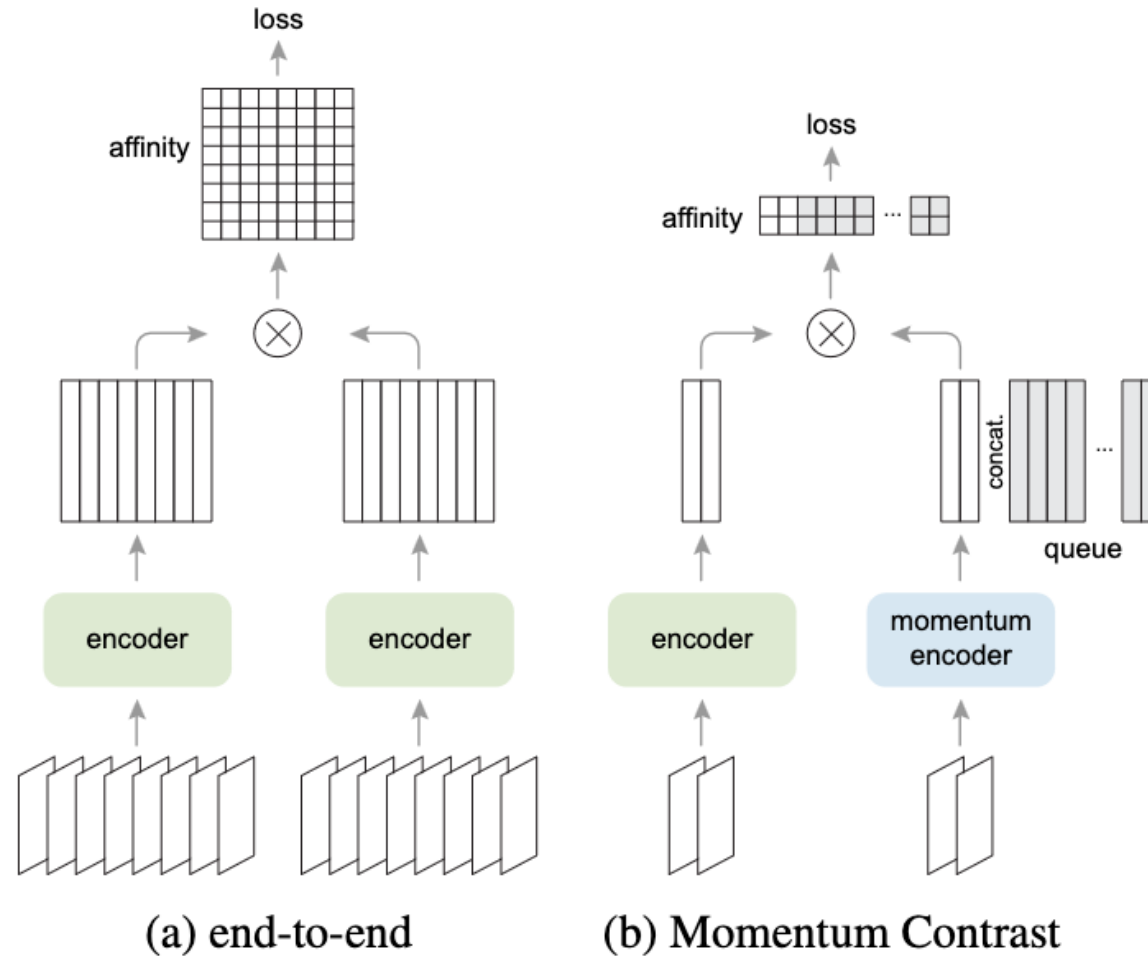 loss
affinity
encoder
encoder
(a) end-to-end
loss
affinity
...
concat.
...
queue
encoder
momentum
encoder
(b) Momentum Contrast